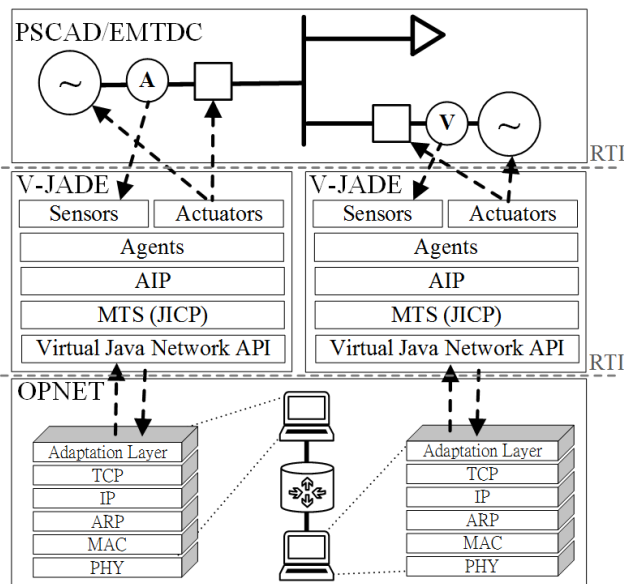 PSCAD/EMTDC
~
A
V
~
RTI
V-JADE
Sensors Actuators
Agents
AIP
MTS (JICP)
Virtual Java Network API
V-JADE
Sensors Actuators
Agents
AIP
MTS (JICP)
Virtual Java Network API
RTI
OPNET
Adaptation Layer
TCP
IP
ARP
MAC
PHY
Adaptation Layer
TCP
IP
ARP
MAC
PHY